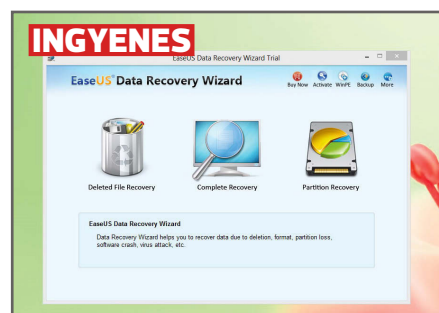 INGYENES
EaseUS Data Recovery Wizard Trial
EaseUS® Data Recovery Wizard
Buy Now Activate WinPE Backup More
Deleted File Recovery Complete Recovery Partition Recovery
EaseUS Data Recovery Wizard
Data Recovery Wizard helps you to recover data due to deletion, format, partition loss,
software crash, virus attack, etc.